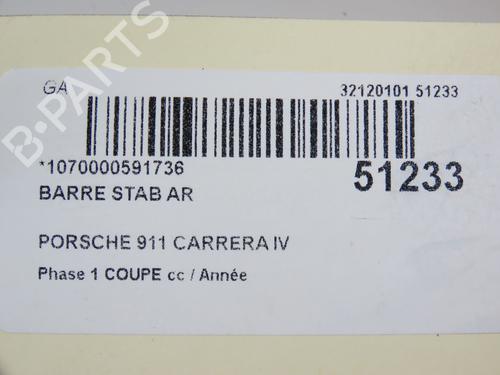 GA 32120101 51233
*1070000591736 51233
BARRE STAB AR
PORSCHE 911 CARRERA IV
Phase 1 COUPE cc / Année
B-PARTS